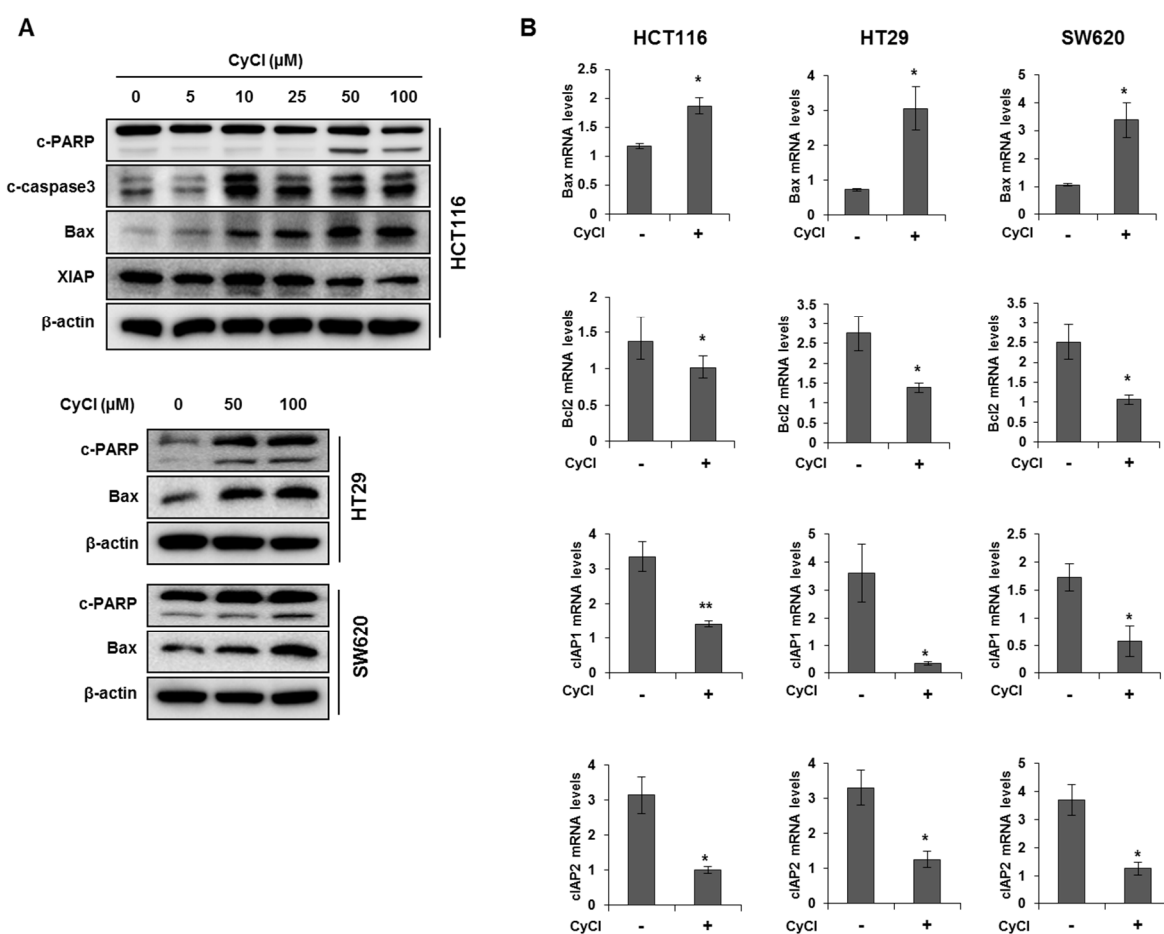 A
CyCl (µM)
0 5 10 25 50 100
c-PARP
c-caspase3
Bax
XIAP
β-actin
HCT116
CyCl (µM) 0 50 100
c-PARP
Bax
β-actin
HT29
c-PARP
Bax
β-actin
SW620
B
HCT116 HT29 SW620
Bax mRNA levels
2.5
2
1.5
1
0.5
0
*
CyCl - +
Bax mRNA levels
4
3
2
1
0
*
CyCl - +
Bax mRNA levels
5
4
3
2
1
0
*
CyCl - +
Bcl2 mRNA levels
2
1.5
1
0.5
0
*
CyCl - +
Bcl2 mRNA levels
3.5
3
2.5
2
1.5
1
0.5
0
*
CyCl - +
Bcl2 mRNA levels
3.5
3
2.5
2
1.5
1
0.5
0
*
CyCl - +
cIAP1 mRNA levels
4
3
2
1
0
**
CyCl - +
cIAP1 mRNA levels
5
4
3
2
1
0
*
CyCl - +
cIAP1 mRNA levels
2.5
2
1.5
1
0.5
0
*
CyCl - +
cIAP2 mRNA levels
4
3
2
1
0
*
CyCl - +
cIAP2 mRNA levels
4
3
2
1
0
*
CyCl - +
cIAP2 mRNA levels
5
4
3
2
1
0
*
CyCl - +